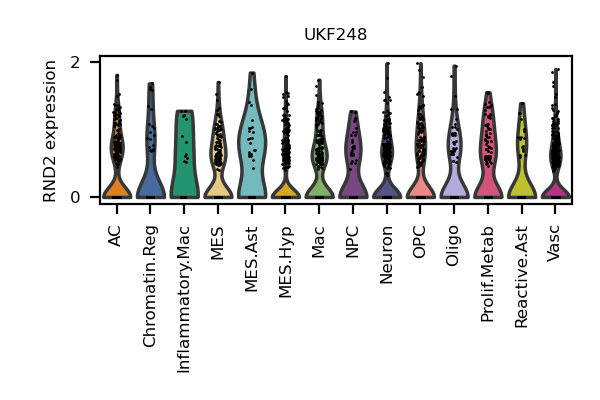 UKF248
RND2 expression
2
0
AC
Chromatin.Reg
Inflammatory.Mac
MES
MES.Ast
MES.Hyp
Mac
NPC
Neuron
OPC
Oligo
Prolif.Metab
Reactive.Ast
Vasc